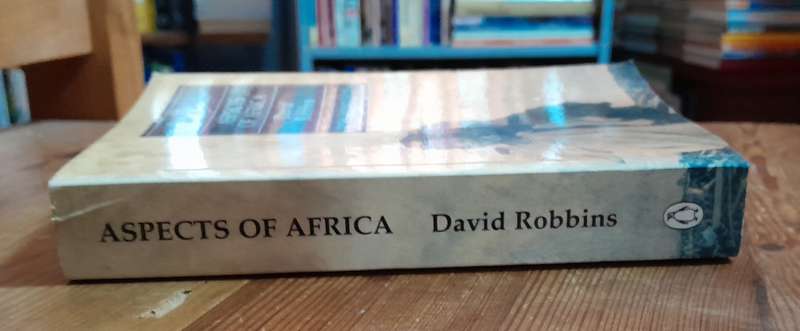 ASPECTS OF AFRICA David Robbins